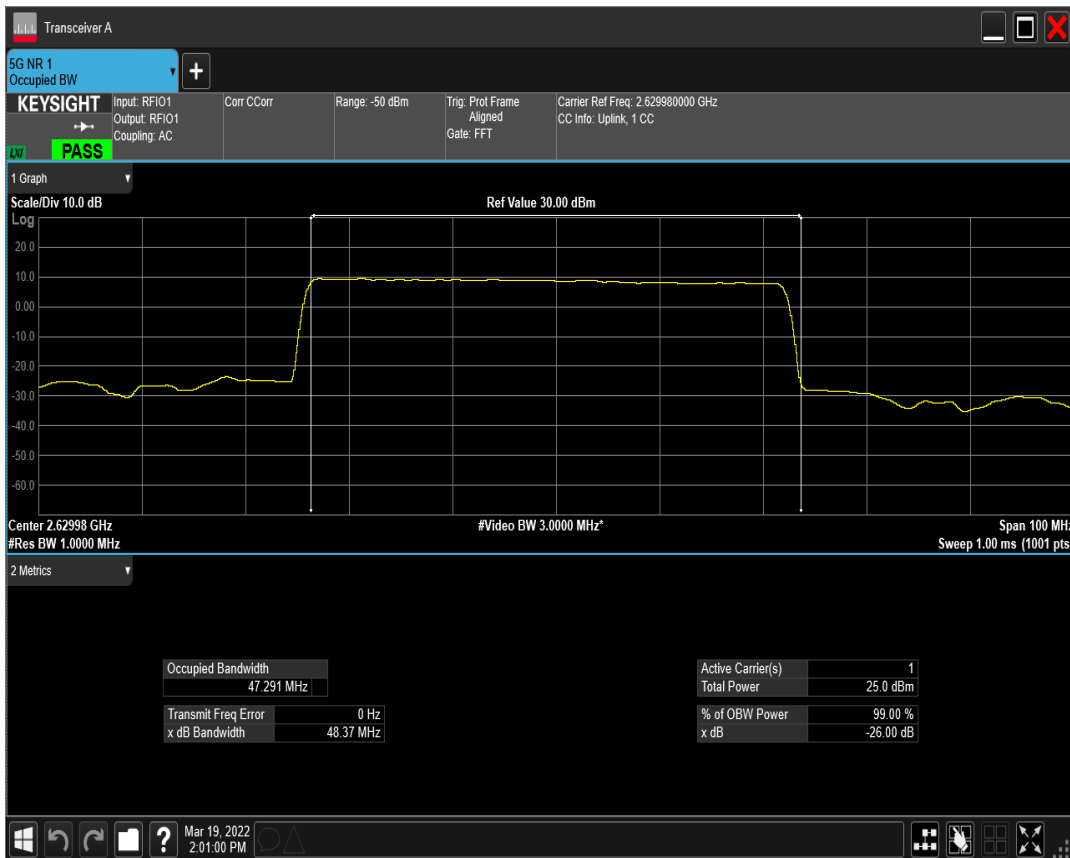 Transceiver A
5G NR 1
Occupied BW
KEYSIGHT
Input: RFIO1
Output: RFIO1
Coupling: AC
Corr CCorr
Range: -50 dBm
Trig: Prot Frame
Aligned
Gate: FFT
Carrier Ref Freq: 2.629980000 GHz
CC Info: Uplink, 1 CC
LXI
PASS
1 Graph
Scale/Div 10.0 dB
Ref Value 30.00 dBm
Log
20.0
10.0
0.00
-10.0
-20.0
-30.0
-40.0
-50.0
-60.0
Center 2.62998 GHz
#Video BW 3.0000 MHz*
Span 100 MHz
#Res BW 1.0000 MHz
Sweep 1.00 ms (1001 pts
2 Metrics
Occupied Bandwidth
47.291 MHz
Transmit Freq Error 0 Hz
x dB Bandwidth 48.37 MHz
Active Carrier(s) 1
Total Power 25.0 dBm
% of OBW Power 99.00 %
x dB -26.00 dB
?
Mar 19, 2022
2:01:00 PM